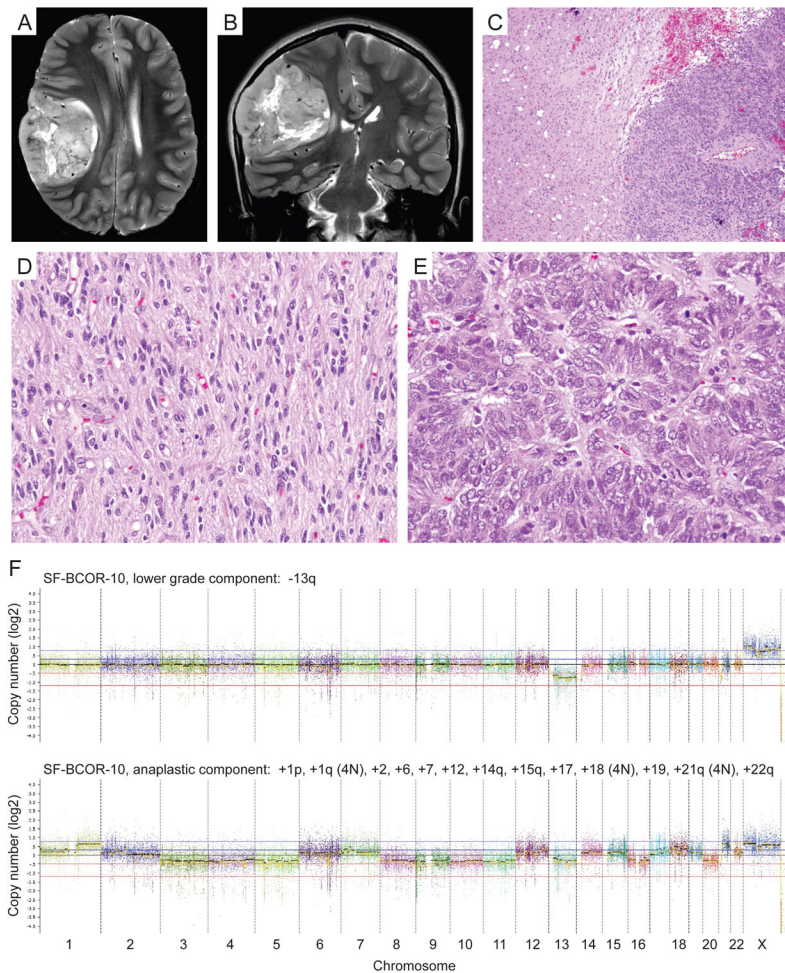 A
B
C
D
E
F
SF-BCOR-10, lower grade component: -13q
Copy number (log2)
SF-BCOR-10, anaplastic component: +1p, +1q (4N), +2, +6, +7, +12, +14q, +15q, +17, +18 (4N), +19, +21q (4N), +22q
Copy number (log2)
1 2 3 4 5 6 7 8 9 10 11 12 13 14 15 16 18 20 22 X
Chromosome